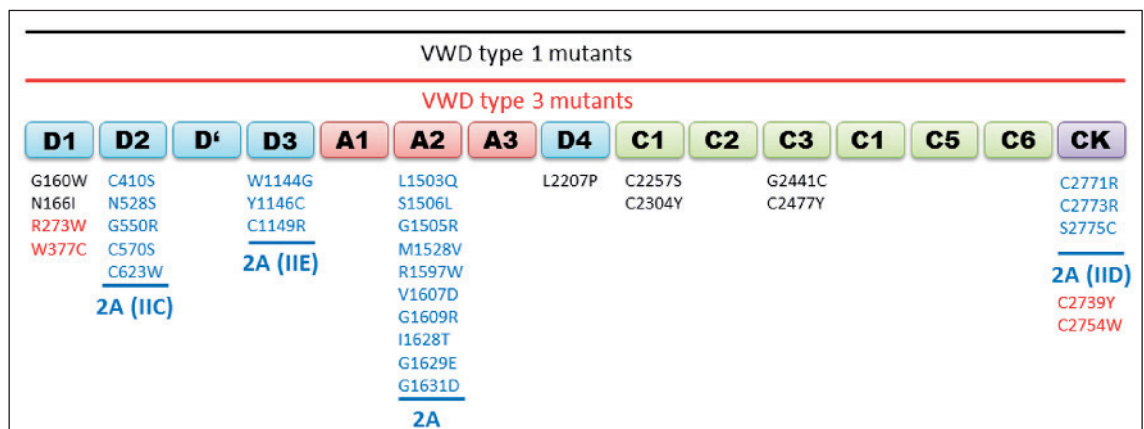 VWD type 1 mutants
VWD type 3 mutants
D1 D2 D‘ D3 A1 A2 A3 D4 C1 C2 C3 C1 C5 C6 CK
G160W
N166I
R273W
W377C
C410S
N528S
G550R
C570S
C623W
2A (IIC)
W1144G
Y1146C
C1149R
2A (IIE)
L1503Q
S1506L
G1505R
M1528V
R1597W
V1607D
G1609R
I1628T
G1629E
G1631D
2A
L2207P
C2257S
C2304Y
G2441C
C2477Y
C2771R
C2773R
S2775C
2A (IID)
C2739Y
C2754W